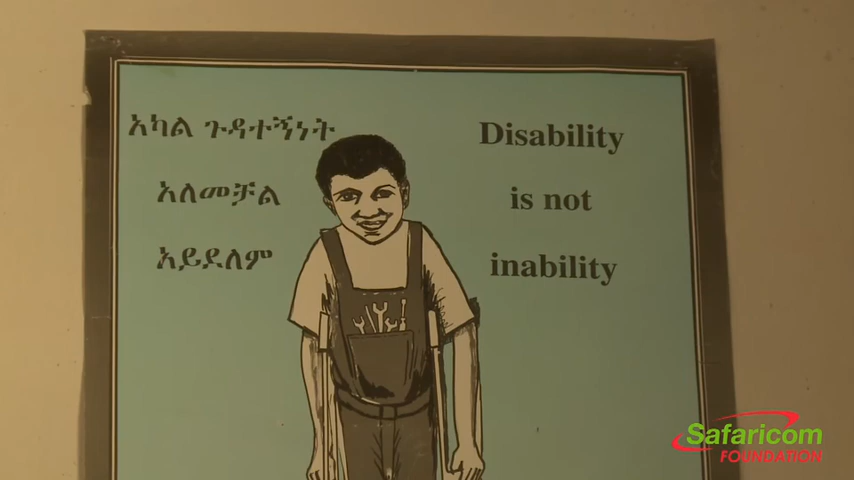 አካል ጉዳተኝነት
አለመቻል
አይደለም
Disability
is not
inability
Safaricom
FOUNDATION